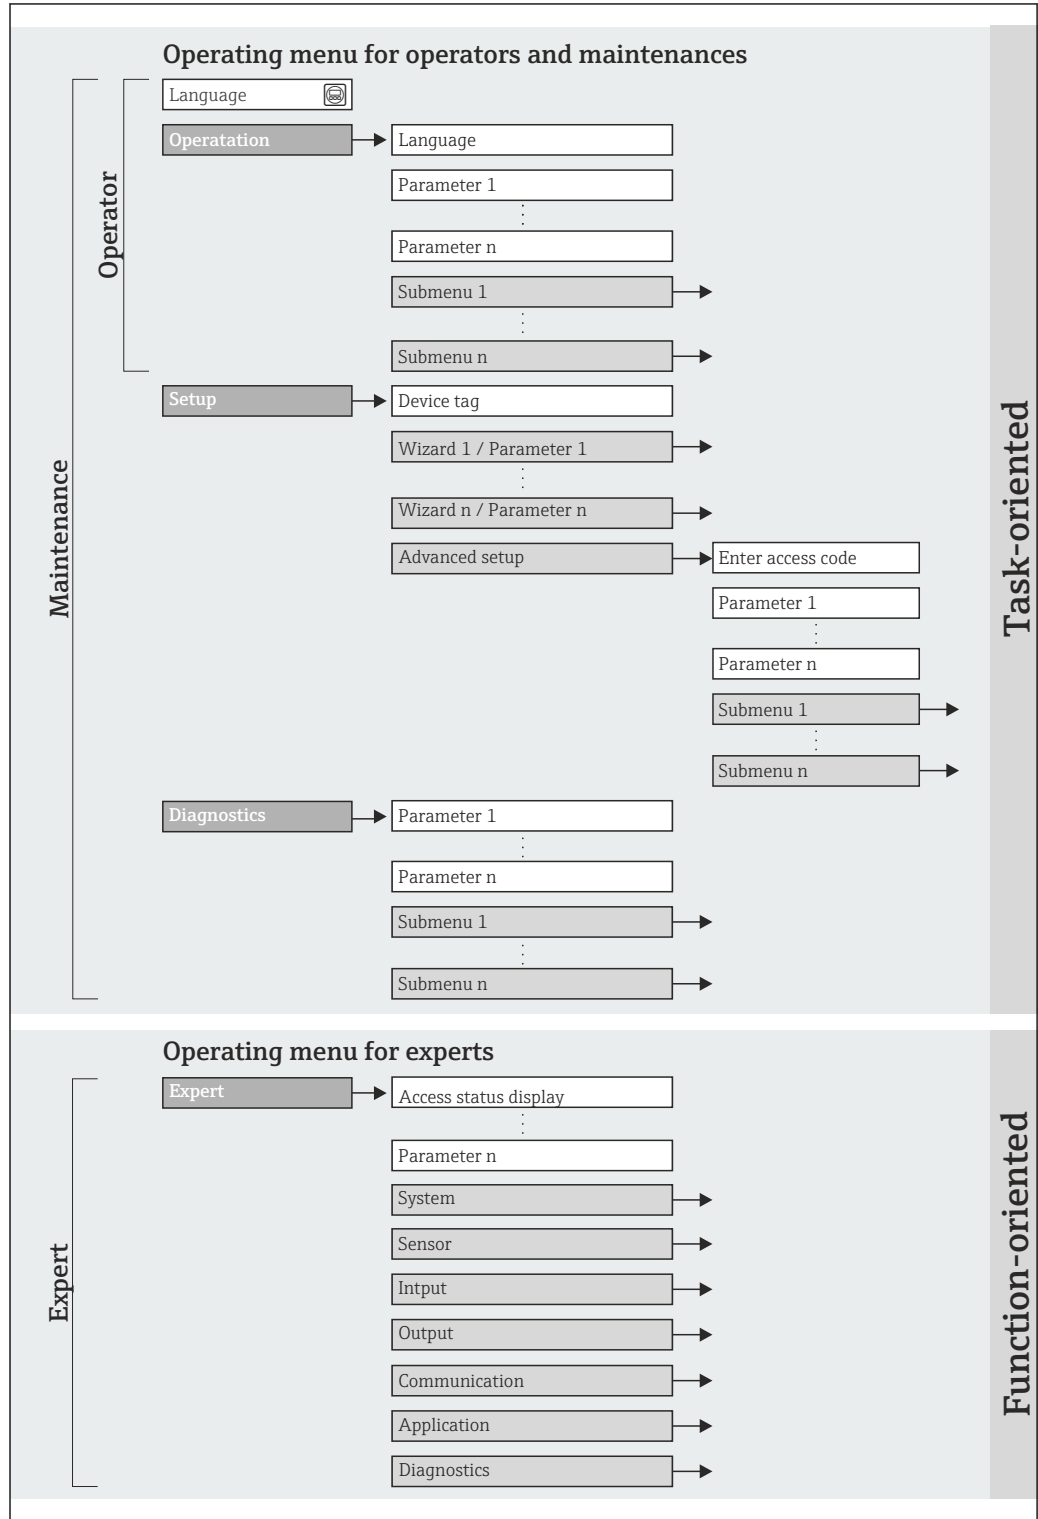 Operating menu for operators and maintenances
Language
Operatation
Language
Parameter 1
Parameter n
Submenu 1
Submenu n
Operator
Setup
Device tag
Wizard 1 / Parameter 1
Wizard n / Parameter n
Advanced setup
Enter access code
Parameter 1
Parameter n
Submenu 1
Submenu n
Maintenance
Task-oriented
Diagnostics
Parameter 1
Parameter n
Submenu 1
Submenu n
Operating menu for experts
Expert
Access status display
Parameter n
System
Sensor
Intput
Output
Communication
Application
Diagnostics
Expert
Function-oriented